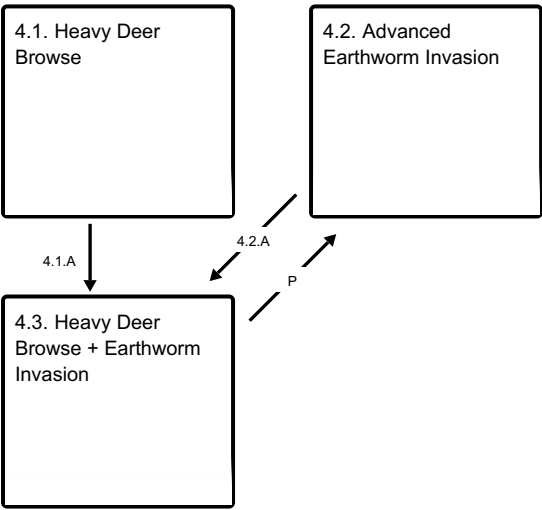 4.1. Heavy Deer
Browse
4.2. Advanced
Earthworm Invasion
4.1.A
4.2.A
P
4.3. Heavy Deer
Browse + Earthworm
Invasion